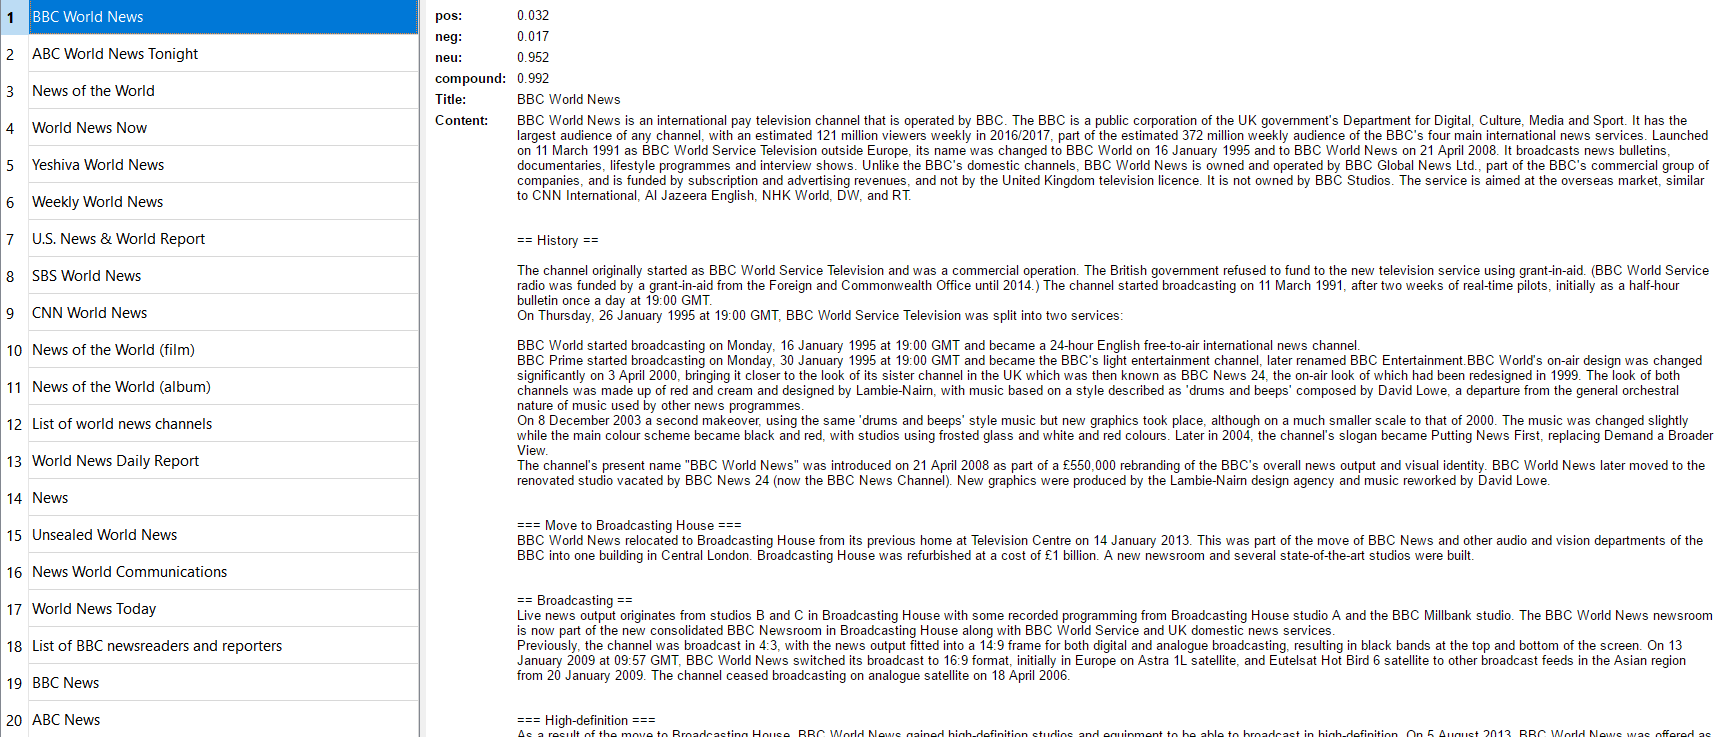 1 BBC World News
2 ABC World News Tonight
3 News of the World
4 World News Now
5 Yeshiva World News
6 Weekly World News
7 U.S. News & World Report
8 SBS World News
9 CNN World News
10 News of the World (film)
11 News of the World (album)
12 List of world news channels
13 World News Daily Report
14 News
15 Unsealed World News
16 News World Communications
17 World News Today
18 List of BBC newsreaders and reporters
19 BBC News
20 ABC News
pos: 0.032
neg: 0.017
neu: 0.952
compound: 0.992
Title: BBC World News
Content: BBC World News is an international pay television channel that is operated by BBC. The BBC is a public corporation of the UK government's Department for Digital, Culture, Media and Sport. It has the
largest audience of any channel, with an estimated 121 million viewers weekly in 2016/2017, part of the estimated 372 million weekly audience of the BBC's four main international news services. Launched
on 11 March 1991 as BBC World Service Television outside Europe, its name was changed to BBC World on 16 January 1995 and to BBC World News on 21 April 2008. It broadcasts news bulletins,
documentaries, lifestyle programmes and interview shows. Unlike the BBC's domestic channels, BBC World News is owned and operated by BBC Global News Ltd., part of the BBC's commercial group of
companies, and is funded by subscription and advertising revenues, and not by the United Kingdom television licence. It is not owned by BBC Studios. The service is aimed at the overseas market, similar
to CNN International, Al Jazeera English, NHK World, DW, and RT.
== History ==
The channel originally started as BBC World Service Television and was a commercial operation. The British government refused to fund to the new television service using grant-in-aid. (BBC World Service
radio was funded by a grant-in-aid from the Foreign and Commonwealth Office until 2014.) The channel started broadcasting on 11 March 1991, after two weeks of real-time pilots, initially as a half-hour
bulletin once a day at 19:00 GMT.
On Thursday, 26 January 1995 at 19:00 GMT, BBC World Service Television was split into two services:
BBC World started broadcasting on Monday, 16 January 1995 at 19:00 GMT and became a 24-hour English free-to-air international news channel.
BBC Prime started broadcasting on Monday, 30 January 1995 at 19:00 GMT and became the BBC's light entertainment channel, later renamed BBC Entertainment.BBC World's on-air design was changed
significantly on 3 April 2000, bringing it closer to the look of its sister channel in the UK which was then known as BBC News 24, the on-air look of which had been redesigned in 1999. The look of both
channels was made up of red and cream and designed by Lambie-Nairn, with music based on a style described as 'drums and beeps' composed by David Lowe, a departure from the general orchestral
nature of music used by other news programmes.
On 8 December 2003 a second makeover, using the same 'drums and beeps' style music but new graphics took place, although on a much smaller scale to that of 2000. The music was changed slightly
while the main colour scheme became black and red, with studios using frosted glass and white and red colours. Later in 2004, the channel's slogan became Putting News First, replacing Demand a Broader
View.
The channel's present name "BBC World News" was introduced on 21 April 2008 as part of a £550,000 rebranding of the BBC's overall news output and visual identity. BBC World News later moved to the
renovated studio vacated by BBC News 24 (now the BBC News Channel). New graphics were produced by the Lambie-Nairn design agency and music reworked by David Lowe.
=== Move to Broadcasting House ===
BBC World News relocated to Broadcasting House from its previous home at Television Centre on 14 January 2013. This was part of the move of BBC News and other audio and vision departments of the
BBC into one building in Central London. Broadcasting House was refurbished at a cost of £1 billion. A new newsroom and several state-of-the-art studios were built.
== Broadcasting ==
Live news output originates from studios B and C in Broadcasting House with some recorded programming from Broadcasting House studio A and the BBC Millbank studio. The BBC World News newsroom
is now part of the new consolidated BBC Newsroom in Broadcasting House along with BBC World Service and UK domestic news services.
Previously, the channel was broadcast in 4:3, with the news output fitted into a 14:9 frame for both digital and analogue broadcasting, resulting in black bands at the top and bottom of the screen. On 13
January 2009 at 09:57 GMT, BBC World News switched its broadcast to 16:9 format, initially in Europe on Astra 1L satellite, and Eutelsat Hot Bird 6 satellite to other broadcast feeds in the Asian region
from 20 January 2009. The channel ceased broadcasting on analogue satellite on 18 April 2006.
=== High-definition ===
As a result of the move to Broadcasting House, BBC World News gained high-definition studios and equipment to be able to broadcast in high-definition. On 5 August 2013, BBC World News was offered as